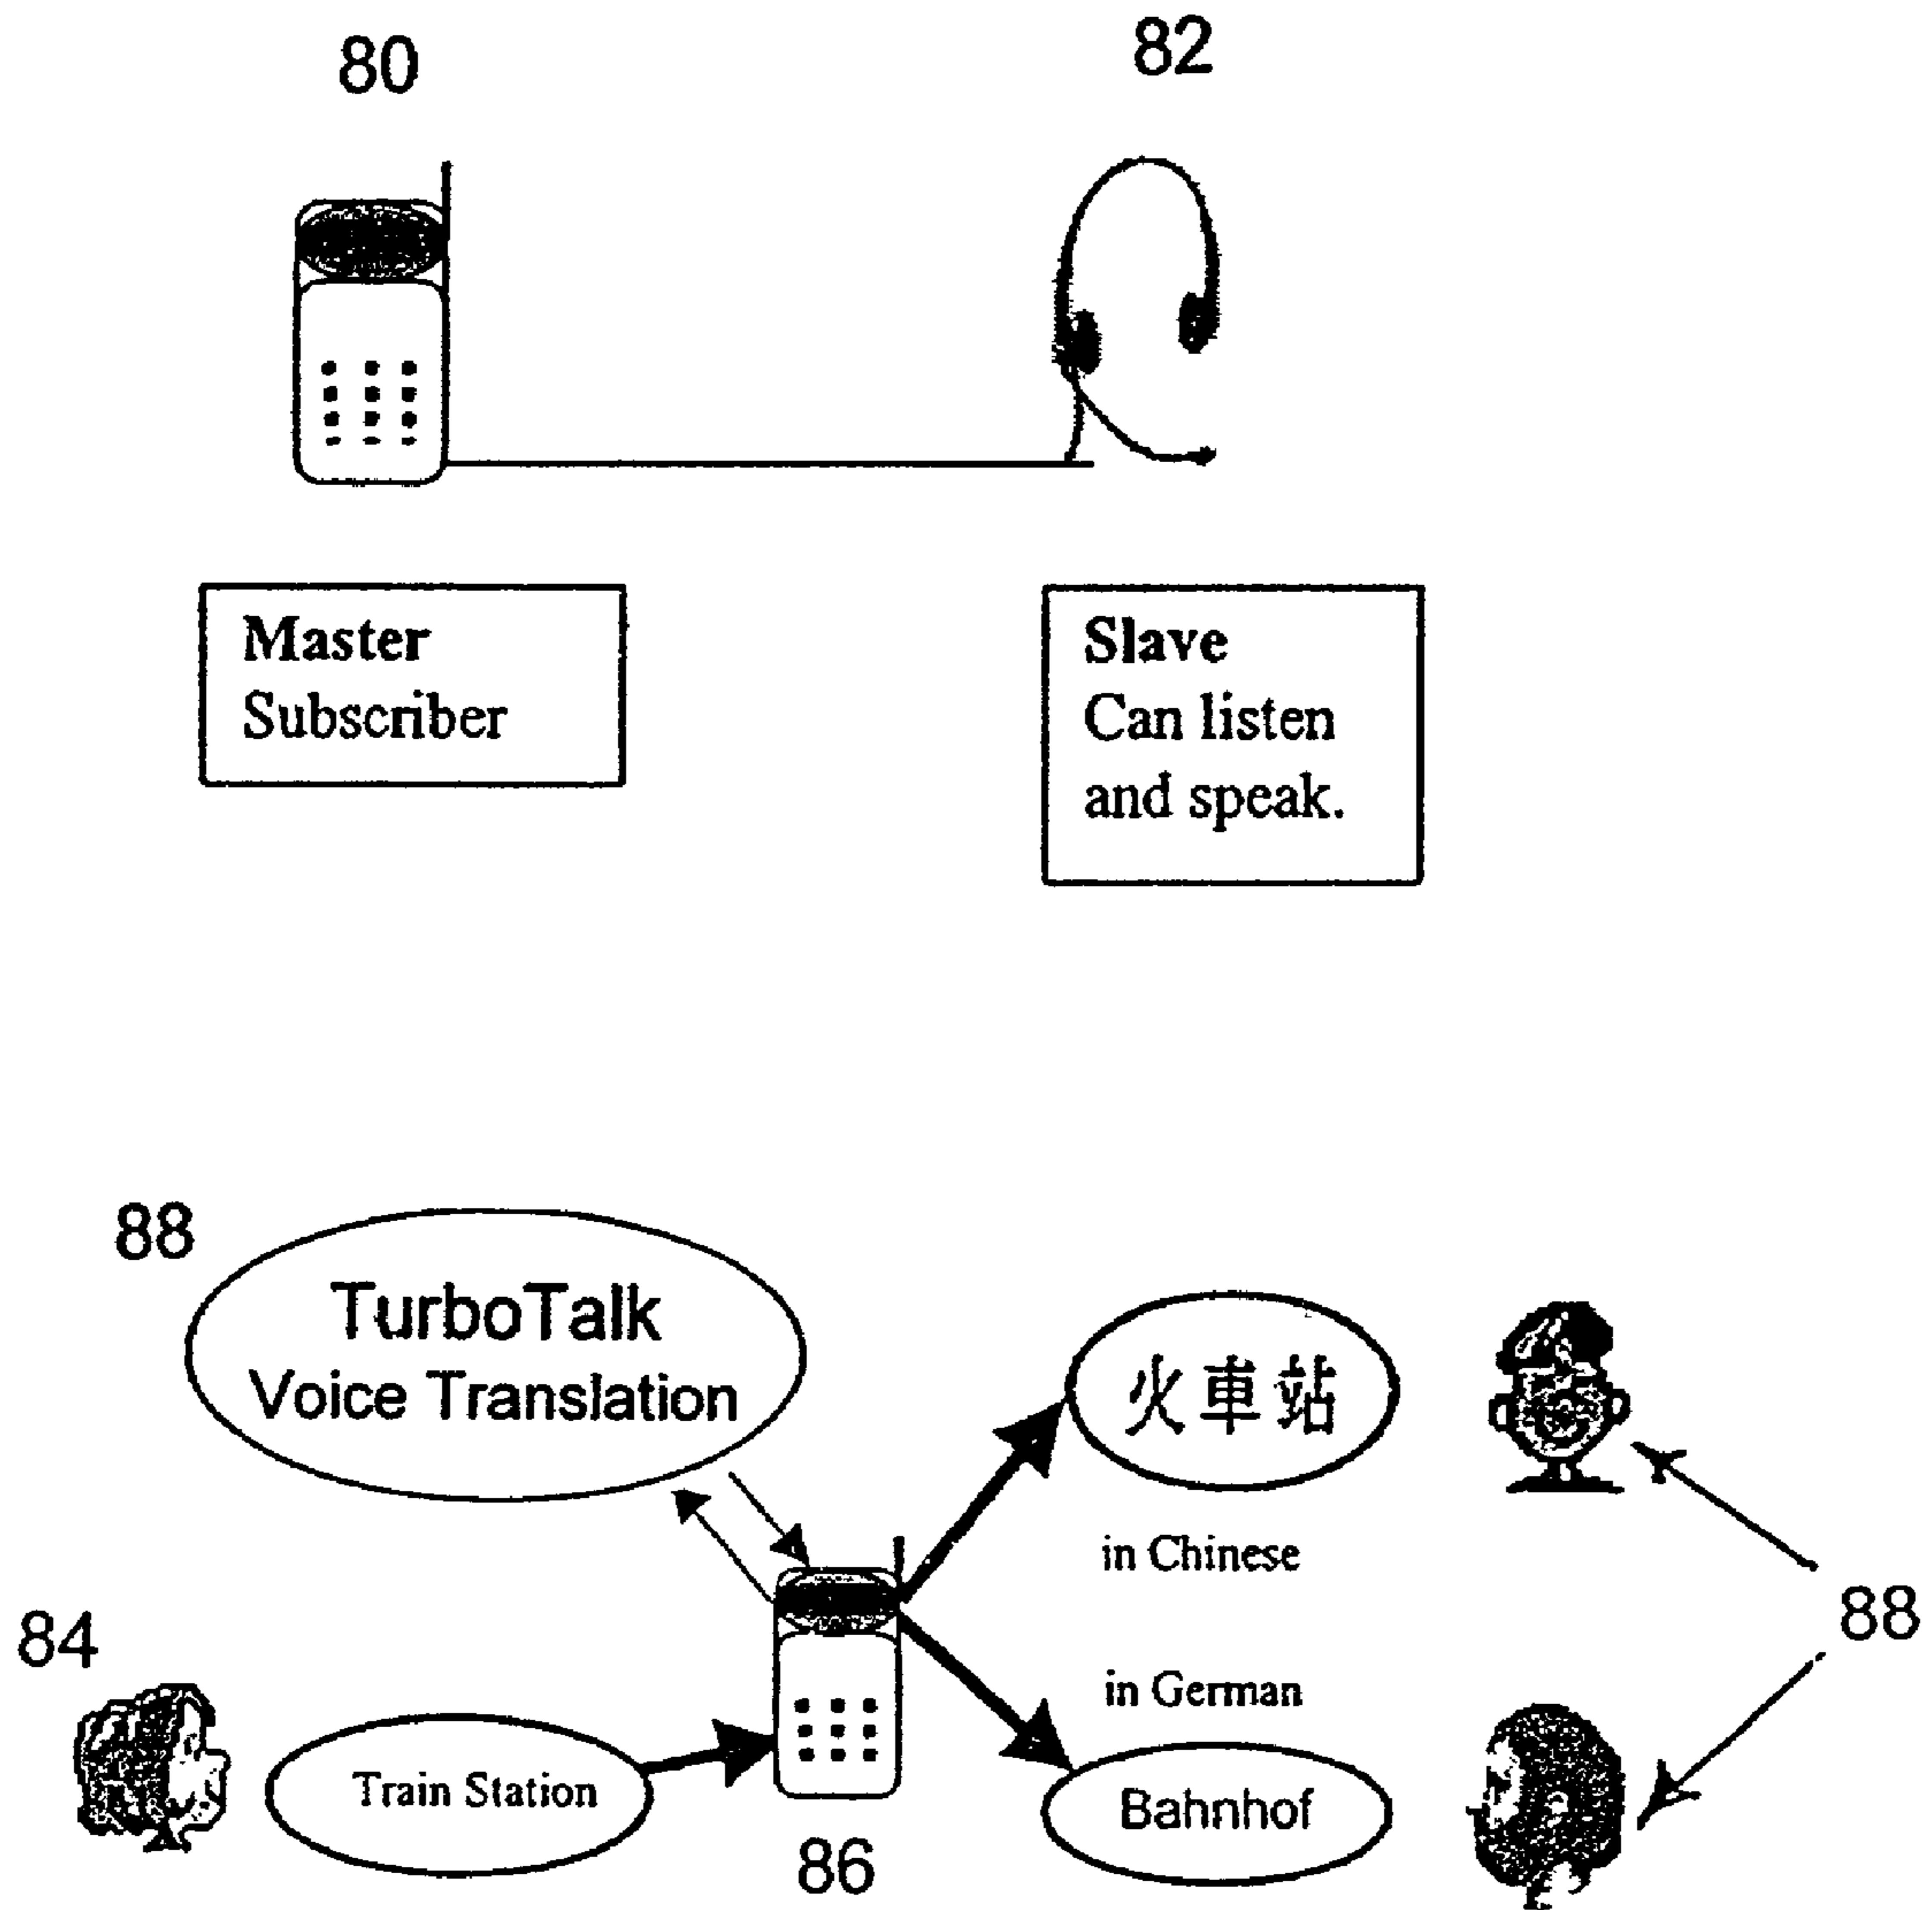 80
82
Master
Subscriber
Slave
Can listen
and speak.
88
TurboTalk
Voice Translation
火車站
in Chinese
88
84
in German
Train Station
Bahnhof
86